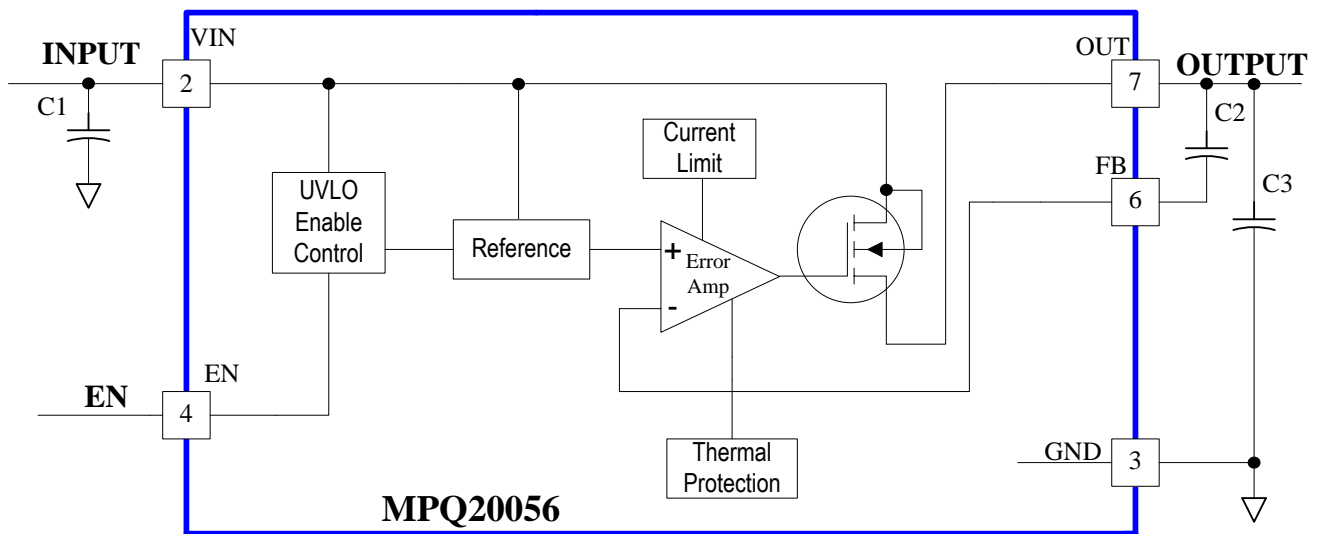 VIN
INPUT
2
C1
OUT
7
OUTPUT
C2
Current
Limit
FB
6
C3
UVLO
Enable
Control
Reference
+
Error
Amp
-
EN
EN
4
GND
3
Thermal
Protection
MPQ20056